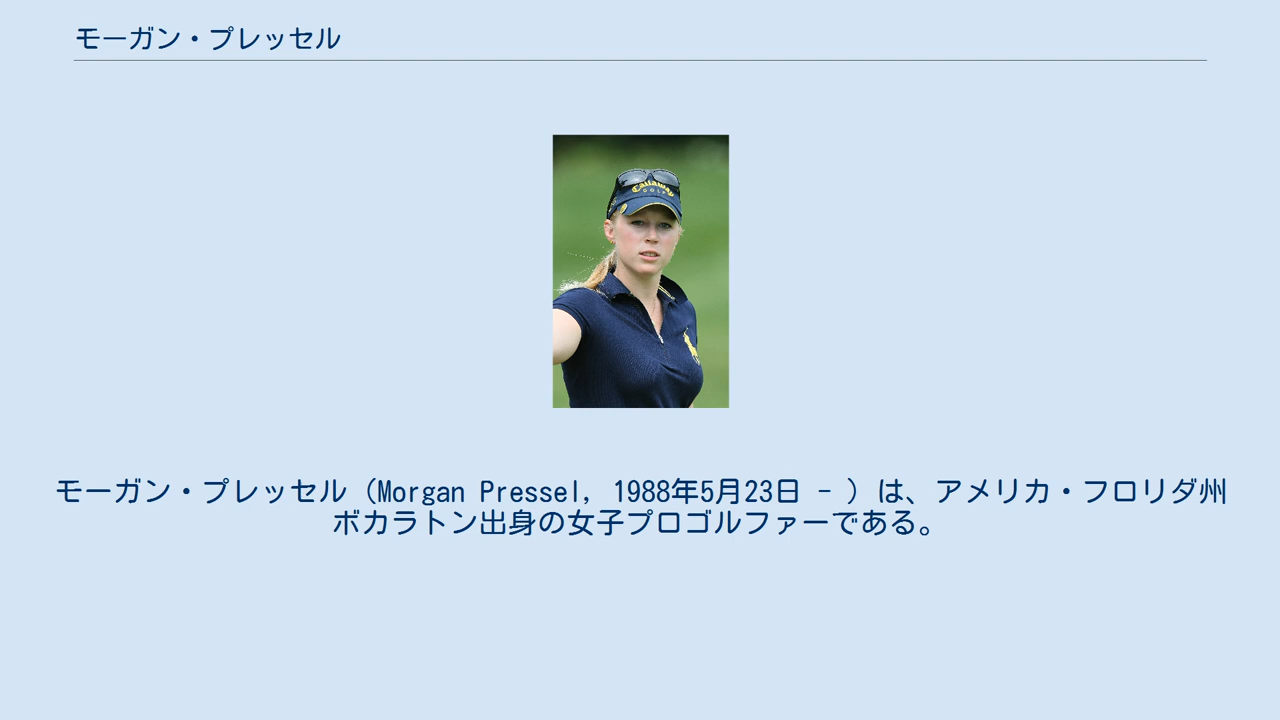 モーガン・プレッセル
Callaway
GOLF
モーガン・プレッセル（Morgan Pressel, 1988年5月23日 - ）は、アメリカ・フロリダ州
ボカラトン出身の女子プロゴルファーである。